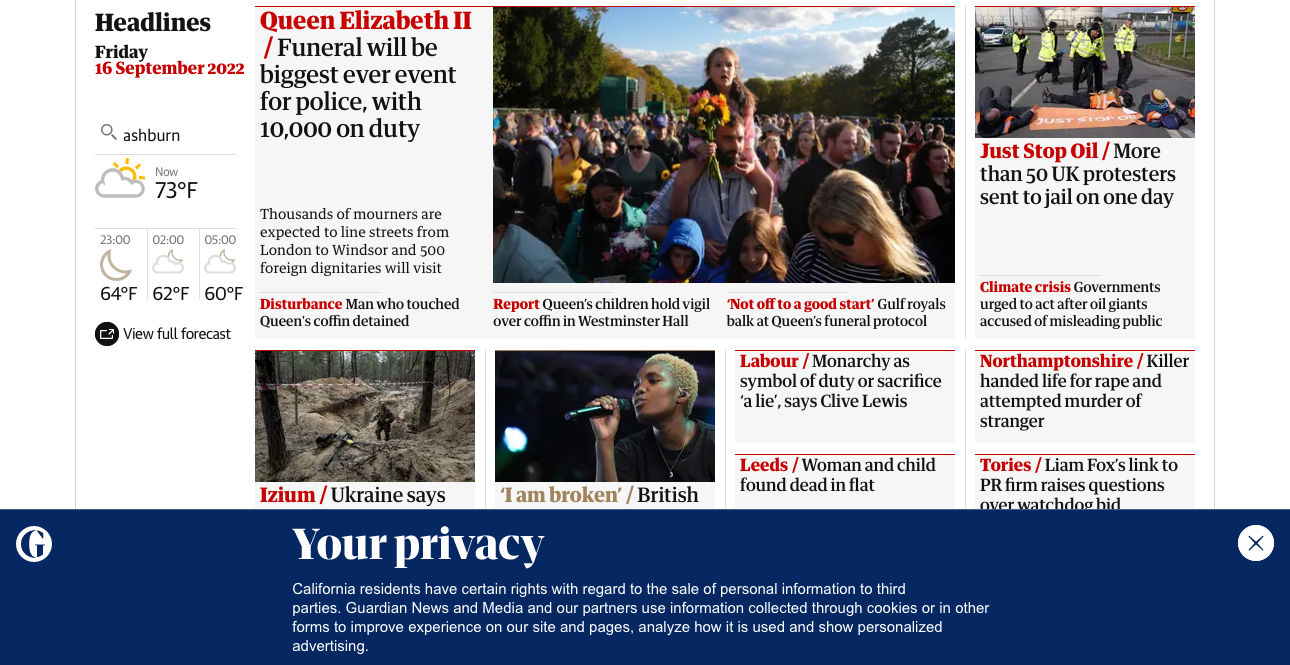 Headlines
Friday
16 September 2022
ashburn
Now
73°F
23:00
02:00
05:00
64°F
62°F
60°F
View full forecast
Queen Elizabeth II
/ Funeral will be
biggest ever event
for police, with
10,000 on duty
Thousands of mourners are
expected to line streets from
London to Windsor and 500
foreign dignitaries will visit
Disturbance Man who touched
Queen's coffin detained
Report Queen’s children hold vigil
over coffin in Westminster Hall
‘Not off to a good start’ Gulf royals
balk at Queen’s funeral protocol
JUST STOP OIL
Just Stop Oil / More
than 50 UK protesters
sent to jail on one day
Climate crisis Governments
urged to act after oil giants
accused of misleading public
Izium / Ukraine says
‘I am broken’ / British
Labour / Monarchy as
symbol of duty or sacrifice
‘a lie’, says Clive Lewis
Leeds / Woman and child
found dead in flat
Northamptonshire / Killer
handed life for rape and
attempted murder of
stranger
Tories / Liam Fox’s link to
PR firm raises questions
over watchdog bid
G
Your privacy
California residents have certain rights with regard to the sale of personal information to third
parties. Guardian News and Media and our partners use information collected through cookies or in other
forms to improve experience on our site and pages, analyze how it is used and show personalized
advertising.